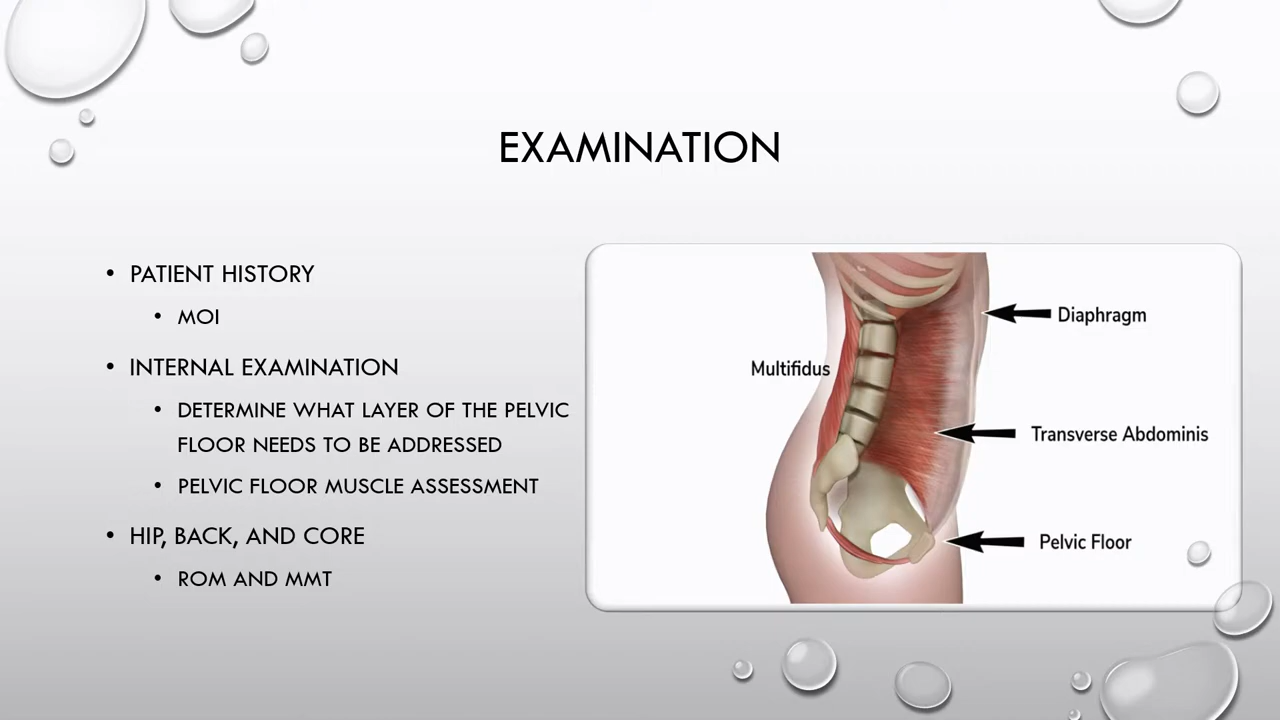 EXAMINATION
• PATIENT HISTORY
• MOI
• INTERNAL EXAMINATION
• DETERMINE WHAT LAYER OF THE PELVIC
FLOOR NEEDS TO BE ADDRESSED
• PELVIC FLOOR MUSCLE ASSESSMENT
• HIP, BACK, AND CORE
• ROM AND MMT
Diaphragm
Multifidus
Transverse Abdominis
Pelvic Floor